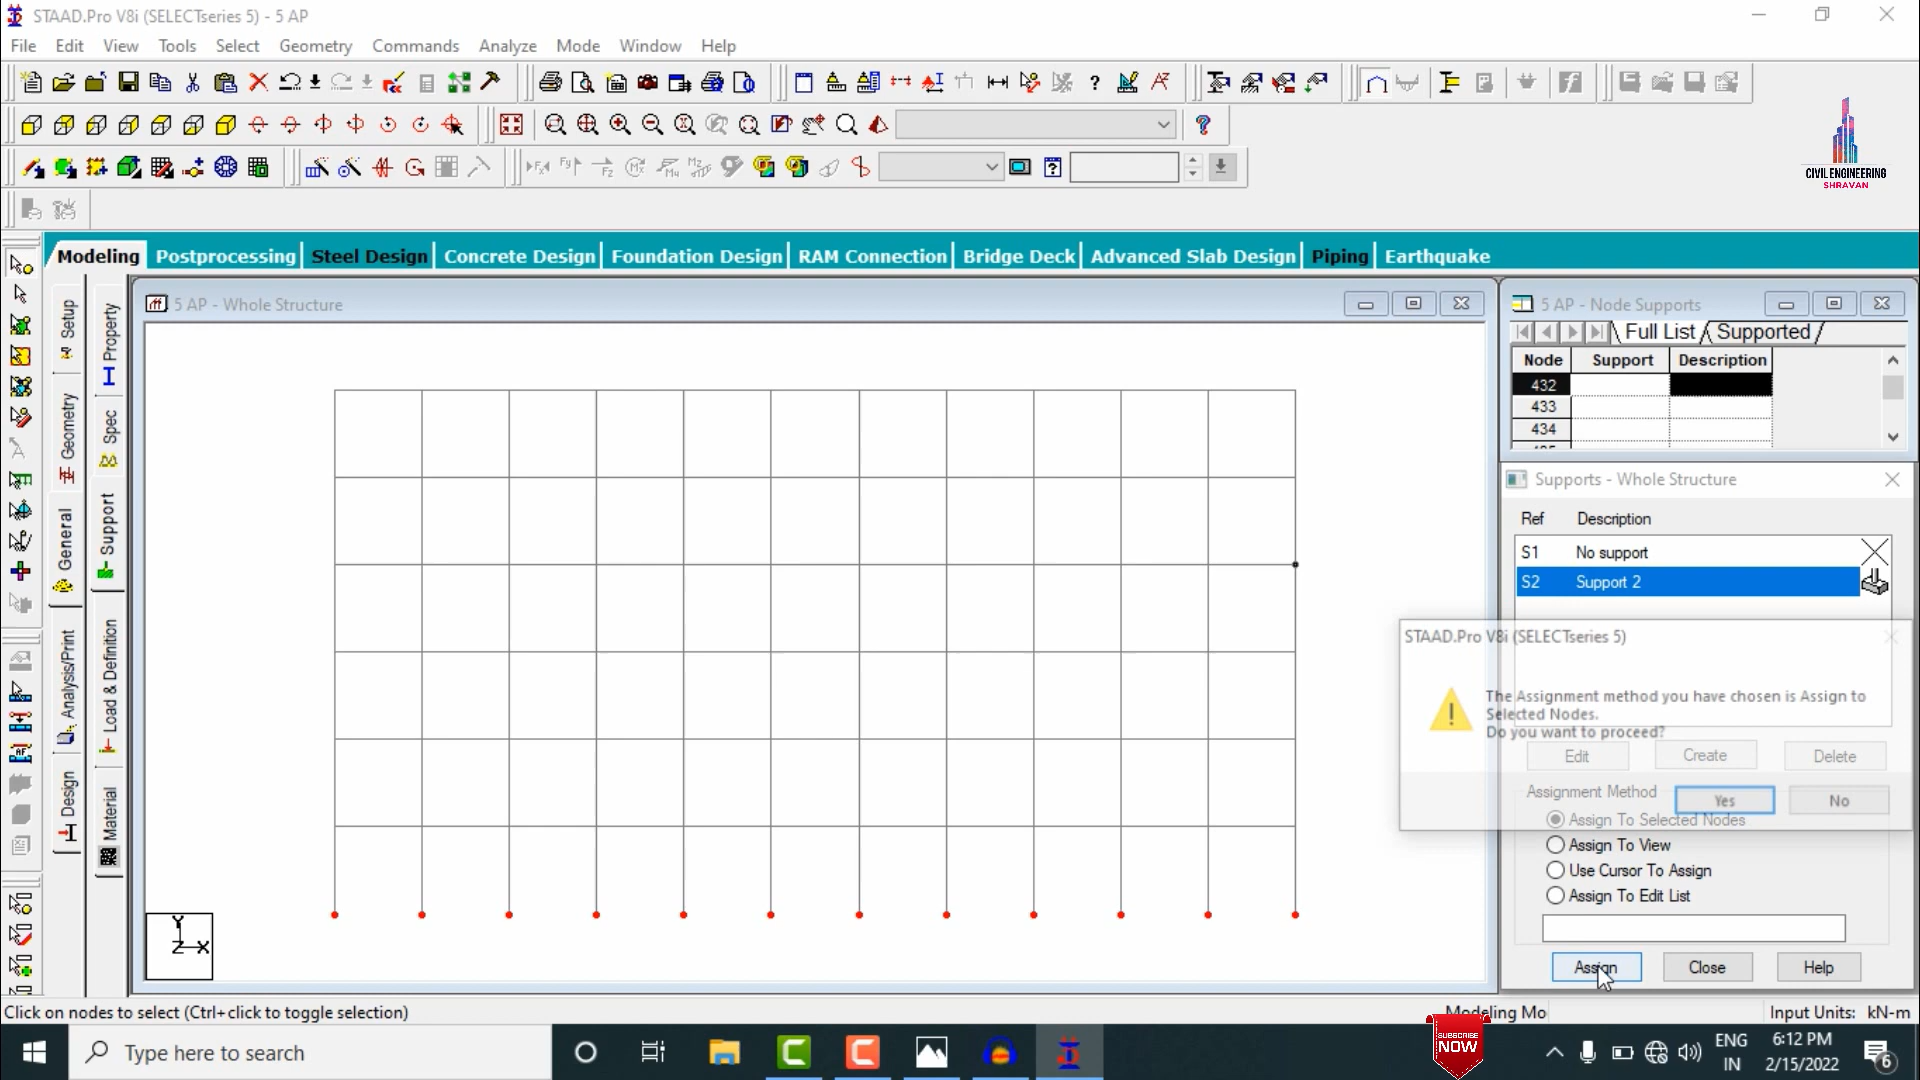 STAAD.Pro V8i (SELECTseries 5) - 5 AP
File Edit View Tools Select Geometry Commands Analyze Mode Window Help
CIVIL ENGINEERING
SHRAVAN
Modeling Postprocessing Steel Design Concrete Design Foundation Design RAM Connection Bridge Deck Advanced Slab Design Piping Earthquake
Setup
Geometry
General
Analysis/Print
Design
Property
Spec
Support
Load & Definition
Material
5 AP - Whole Structure
Y
Z X
5 AP - Node Supports
Full List Supported
Node Support Description
432
433
434
Supports - Whole Structure
Ref Description
S1 No support
S2 Support 2
STAAD.Pro V8i (SELECTseries 5)
The Assignment method you have chosen is Assign to
Selected Nodes.
Do you want to proceed?
Edit Create Delete
Assignment Method
Yes No
Assign To Selected Nodes
Assign To View
Use Cursor To Assign
Assign To Edit List
Assign Close Help
Click on nodes to select (Ctrl+click to toggle selection)
Modeling Mo
Input Units: kN-m
Type here to search
SUBSCRIBE
NOW
ENG
IN
6:12 PM
2/15/2022
6